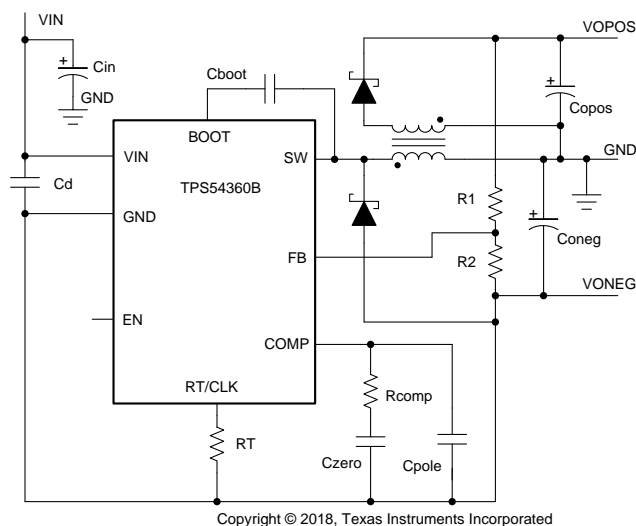 VIN
VOPOS
Cin
GND
Cboot
Copos
BOOT
VIN
SW
GND
Cd
TPS54360B
GND
R1
Coneg
FB
R2
VONEG
EN
COMP
RT/CLK
Rcomp
RT
Czero
Cpole
Copyright © 2018, Texas Instruments Incorporated